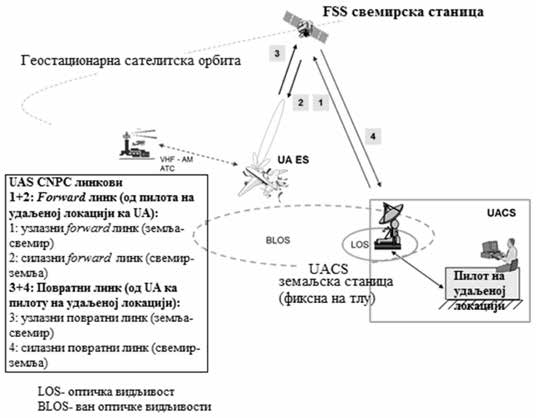 FSS свемирска станица
Геостационарна сателитска орбита
3
2
1
4
VHF - AM
ATC
UA ES
UAS CNPC линкови
1+2: Forward линк (од пилота на
удаљеној локацији ка UA):
1: узлазни forward линк (земља-
свемир)
2: силазни forward линк (свемир-
земља)
3+4: Повратни линк (од UA ка
пилоту на удаљеној локацији):
3: узлазни повратни линк (земља-
свемир)
4: силазни повратни линк (свемир-
земља)
BLOS
LOS
UACS
UACS
земаљска станица
(фиксна на тлу)
Пилот на
удаљеној
локацији
LOS- оптичка видљивост
BLOS- ван оптичке видљивости